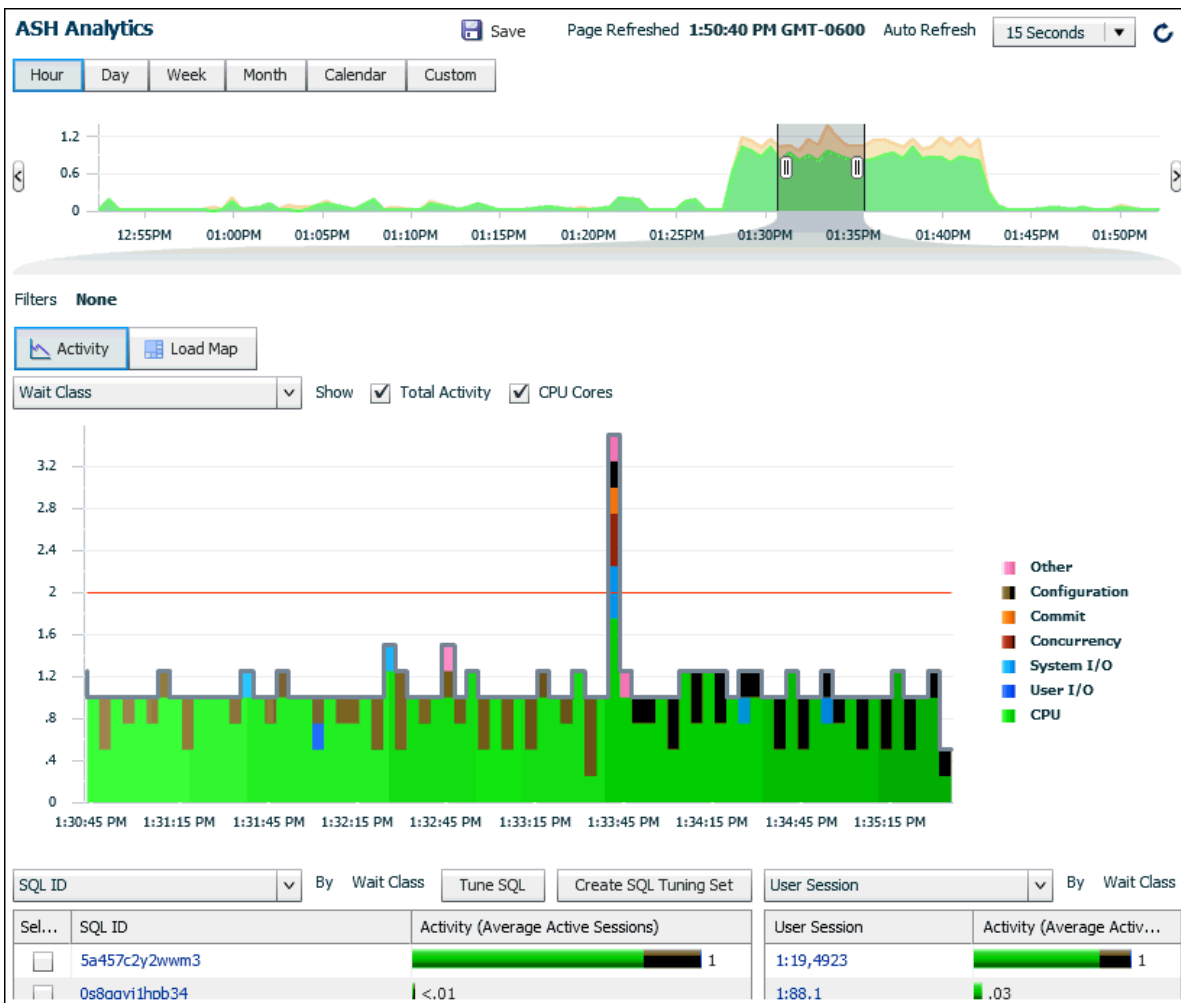 ASH Analytics Save Page Refreshed 1:50:40 PM GMT-0600 Auto Refresh 15 Seconds
Hour Day Week Month Calendar Custom
1.2
0.6
0
12:55PM 01:00PM 01:05PM 01:10PM 01:15PM 01:20PM 01:25PM 01:30PM 01:35PM 01:40PM 01:45PM 01:50PM
Filters None
Activity Load Map
Wait Class Show Total Activity CPU Cores
3.2
2.8
2.4
2
1.6
1.2
.8
.4
0
Other
Configuration
Commit
Concurrency
System I/O
User I/O
CPU
1:30:45 PM 1:31:15 PM 1:31:45 PM 1:32:15 PM 1:32:45 PM 1:33:15 PM 1:33:45 PM 1:34:15 PM 1:34:45 PM 1:35:15 PM
SQL ID By Wait Class Tune SQL Create SQL Tuning Set User Session By Wait Class
Sel... SQL ID Activity (Average Active Sessions) User Session Activity (Average Activ...
5a457c2y2wwm3 1 1:19,4923 1
<.01 .03